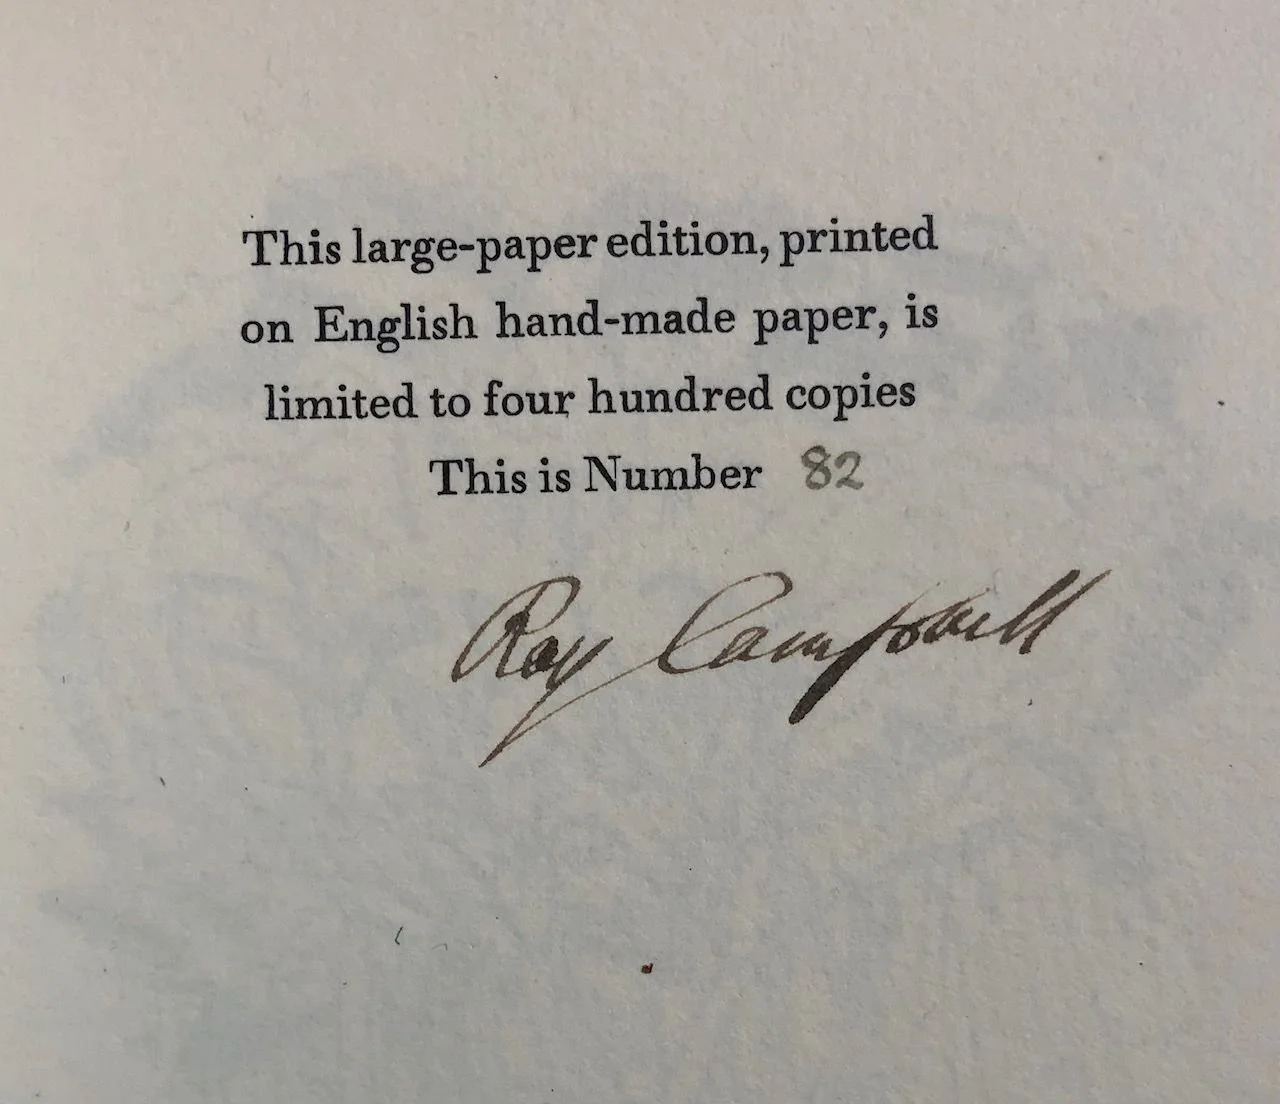 This large-paper edition, printed
on English hand-made paper, is
limited to four hundred copies
This is Number 82
Roy Campbell